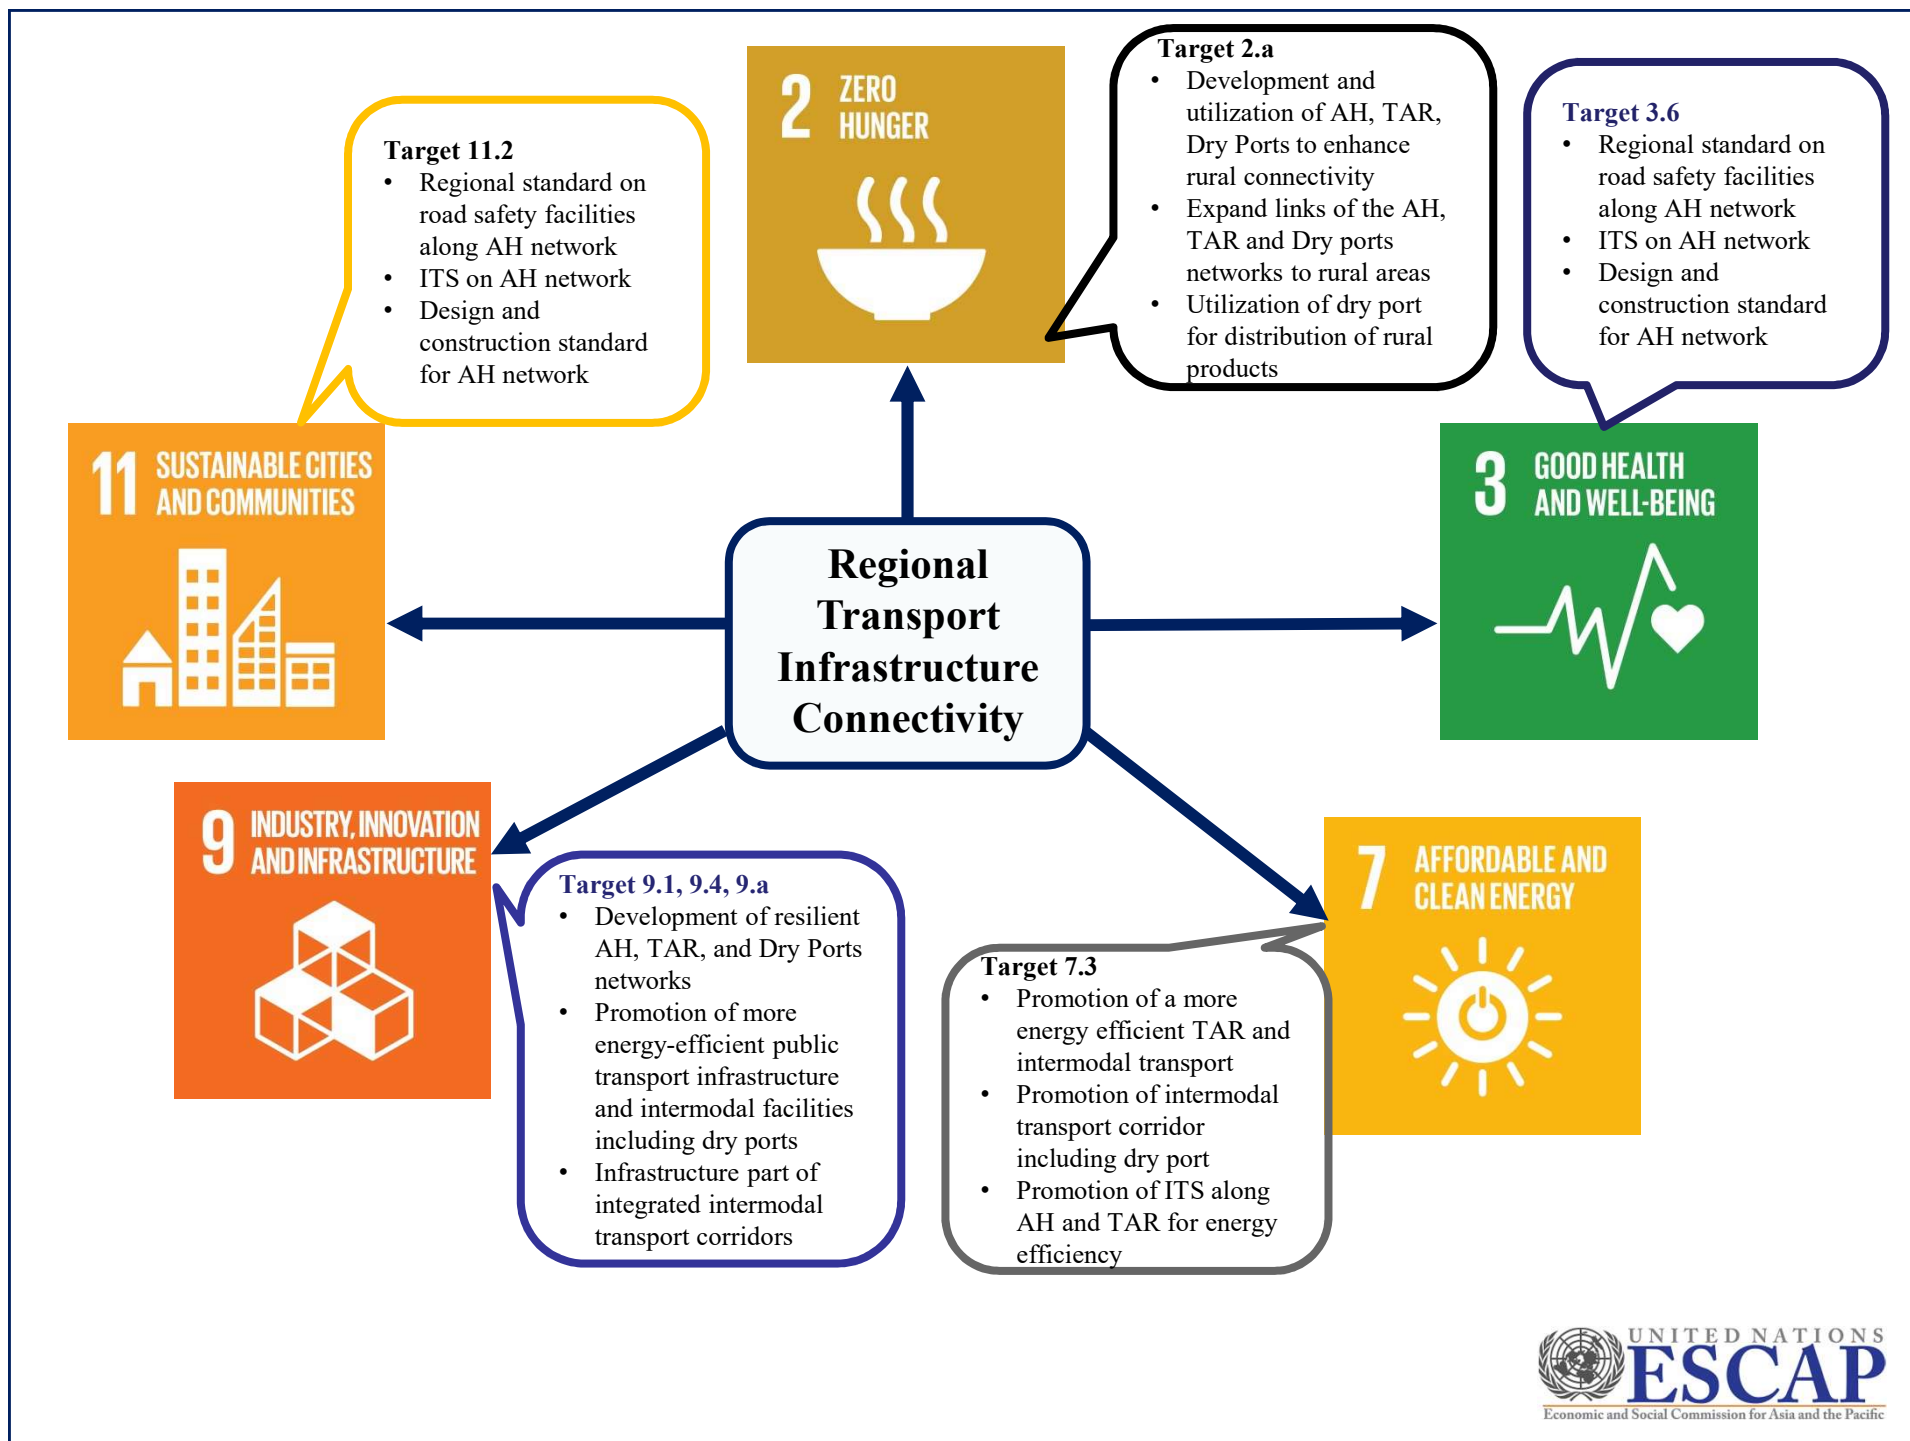 2 ZERO
HUNGER
Target 2.a
• Development and
utilization of AH, TAR,
Dry Ports to enhance
rural connectivity
• Expand links of the AH,
TAR and Dry ports
networks to rural areas
• Utilization of dry port
for distribution of rural
products
Target 3.6
• Regional standard on
road safety facilities
along AH network
• ITS on AH network
• Design and
construction standard
for AH network
Target 11.2
• Regional standard on
road safety facilities
along AH network
• ITS on AH network
• Design and
construction standard
for AH network
11 SUSTAINABLE CITIES
AND COMMUNITIES
3 GOOD HEALTH
AND WELL-BEING
Regional
Transport
Infrastructure
Connectivity
9 INDUSTRY, INNOVATION
AND INFRASTRUCTURE
7 AFFORDABLE AND
CLEAN ENERGY
Target 9.1, 9.4, 9.a
• Development of resilient
AH, TAR, and Dry Ports
networks
• Promotion of more
energy-efficient public
transport infrastructure
and intermodal facilities
including dry ports
• Infrastructure part of
integrated intermodal
transport corridors
Target 7.3
• Promotion of a more
energy efficient TAR and
intermodal transport
• Promotion of intermodal
transport corridor
including dry port
• Promotion of ITS along
AH and TAR for energy
efficiency
UNITED NATIONS
ESCAP
Economic and Social Commission for Asia and the Pacific